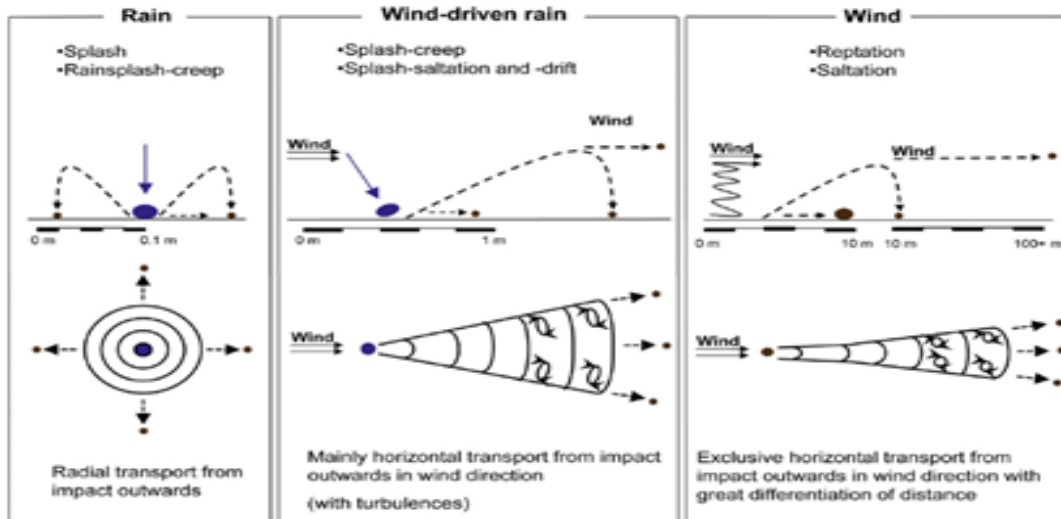 Rain
•Splash
•Rainsplash-creep
0 m
0.1 m
Radial transport from
impact outwards
Wind-driven rain
•Splash-creep
•Splash-saltation and -drift
Wind
Wind
0 m
1 m
Wind
Mainly horizontal transport from impact
outwards in wind direction
(with turbulences)
Wind
•Reptation
•Saltation
Wind
Wind
0 m
10 m
10 m
100+ m
Wind
Exclusive horizontal transport from
impact outwards in wind direction with
great differentiation of distance